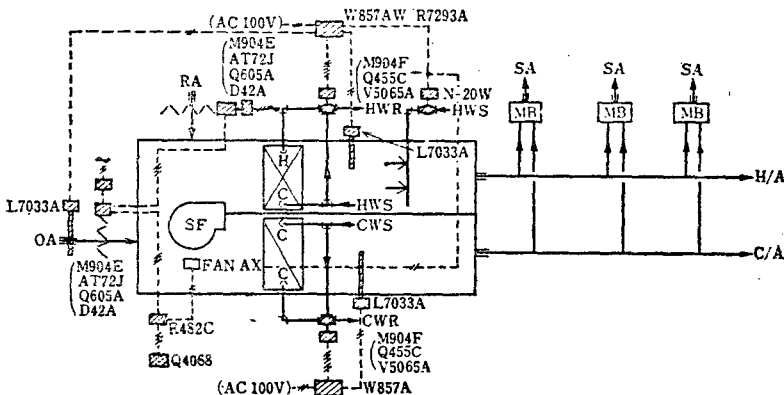 (AC 100V)
W857AW R7293A
M904E
AT72J
Q605A
D42A
M904F
Q455C
V5065A
N-20W
RA
HWR
HWS
L7033A
SA
SA
SA
MB
MB
MB
H
C
HWS
CWS
H/A
L7033A
OA
SF
C
C
C/A
FAN AX
M904E
AT72J
Q605A
D42A
L7033A
R482C
CWR
Q4068
M904F
Q455C
V5065A
(AC 100V)
W857A